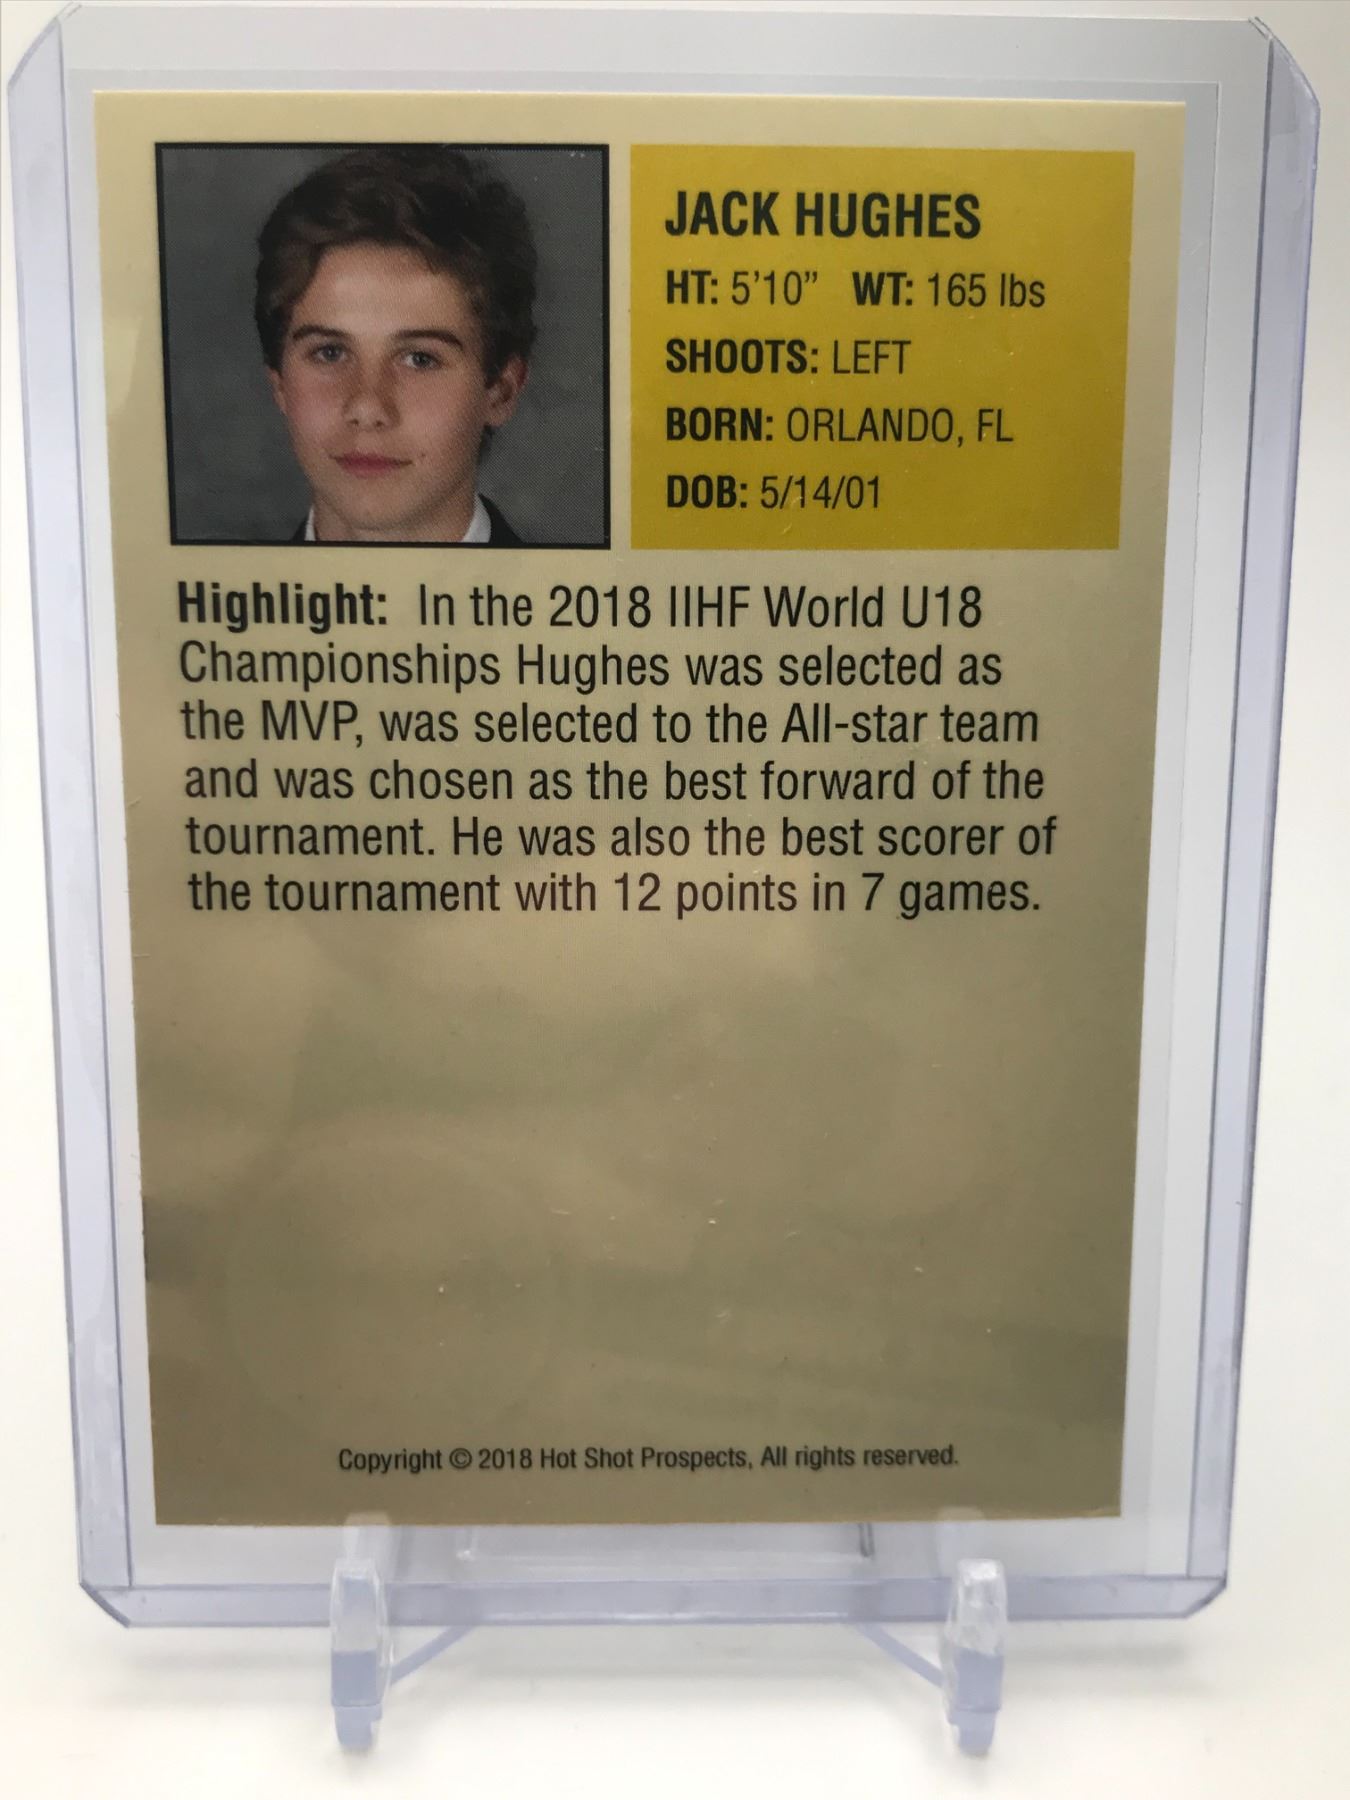 JACK HUGHES
HT: 5'10” WT: 165 lbs
SHOOTS: LEFT
BORN: ORLANDO, FL
DOB: 5/14/01
Highlight: In the 2018 IIHF World U18
Championships Hughes was selected as
the MVP, was selected to the All-star team
and was chosen as the best forward of the
tournament. He was also the best scorer of
the tournament with 12 points in 7 games.
Copyright © 2018 Hot Shot Prospects, All rights reserved.